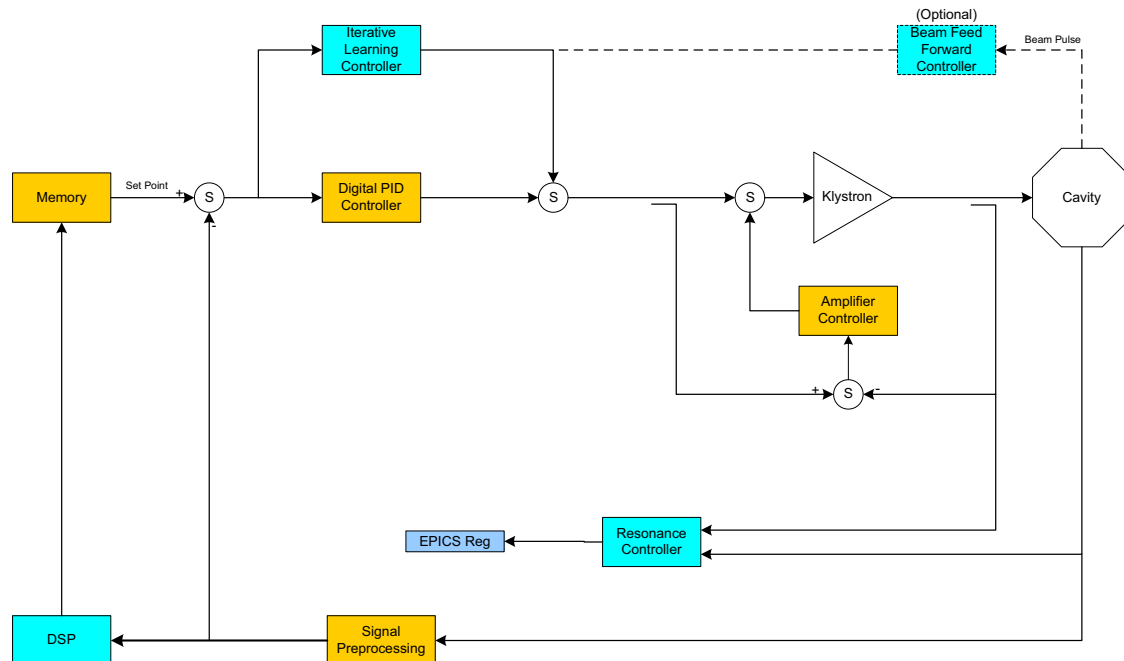 (Optional)
Iterative
Learning
Controller
Beam Feed
Forward
Controller
Beam Pulse
Memory
Set Point
+
S
-
Digital PID
Controller
S
S
Klystron
Cavity
Amplifier
Controller
+
S
-
EPICS Reg
Resonance
Controller
DSP
Signal
Preprocessing